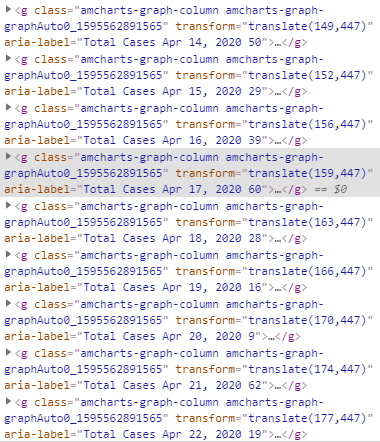 ▶<g class="amcharts-graph-column amcharts-graph-
graphAuto0_1595562891565" transform="translate(149,447)"
aria-label="Total Cases Apr 14, 2020 50">…</g>
▶<g class="amcharts-graph-column amcharts-graph-
graphAuto0_1595562891565" transform="translate(152,447)"
aria-label="Total Cases Apr 15, 2020 29">…</g>
▶<g class="amcharts-graph-column amcharts-graph-
graphAuto0_1595562891565" transform="translate(156,447)"
aria-label="Total Cases Apr 16, 2020 39">…</g>
▶<g class="amcharts-graph-column amcharts-graph-
graphAuto0_1595562891565" transform="translate(159,447)"
aria-label="Total Cases Apr 17, 2020 60">…</g> == $0
▶<g class="amcharts-graph-column amcharts-graph-
graphAuto0_1595562891565" transform="translate(163,447)"
aria-label="Total Cases Apr 18, 2020 28">…</g>
▶<g class="amcharts-graph-column amcharts-graph-
graphAuto0_1595562891565" transform="translate(166,447)"
aria-label="Total Cases Apr 19, 2020 16">…</g>
▶<g class="amcharts-graph-column amcharts-graph-
graphAuto0_1595562891565" transform="translate(170,447)"
aria-label="Total Cases Apr 20, 2020 9">…</g>
▶<g class="amcharts-graph-column amcharts-graph-
graphAuto0_1595562891565" transform="translate(174,447)"
aria-label="Total Cases Apr 21, 2020 62">…</g>
▶<g class="amcharts-graph-column amcharts-graph-
graphAuto0_1595562891565" transform="translate(177,447)"
aria-label="Total Cases Apr 22, 2020 19">…</g>